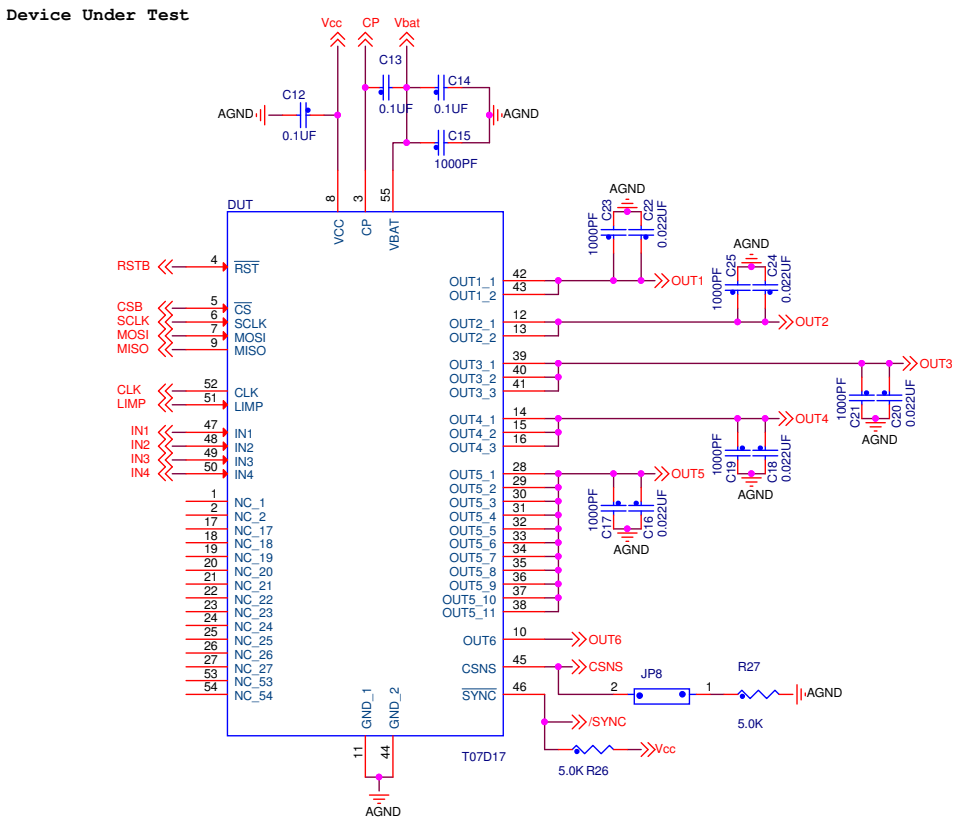 Device Under Test
Vcc CP Vbat
C13
C12 C14
AGND 0.1UF 0.1UF AGND
0.1UF C15
1000PF
8 3 55
DUT
VCC CP VBAT
RSTB 4 RST
CSB 5 CS
SCLK 6 SCLK
MOSI 7 MOSI
MISO 9 MISO
CLK 52 CLK
LIMP 51 LIMP
IN1 47 IN1
IN2 48 IN2
IN3 49 IN3
IN4 50 IN4
1 NC_1
2 NC_2
17 NC_17
18 NC_18
19 NC_19
20 NC_20
21 NC_21
22 NC_22
23 NC_23
24 NC_24
25 NC_25
26 NC_26
27 NC_27
53 NC_53
54 NC_54
AGND
1000PF C23 C22 0.022UF
OUT1_1 42 OUT1
OUT1_2 43
AGND
1000PF C25 C24 0.022UF
OUT2_1 12 OUT2
OUT2_2 13
OUT3_1 39 OUT3
OUT3_2 40
OUT3_3 41
1000PF C21 C20 0.022UF
AGND
OUT4_1 14 OUT4
OUT4_2 15
OUT4_3 16
1000PF C19 C18 0.022UF
AGND
OUT5_1 28 OUT5
OUT5_2 29
OUT5_3 30
OUT5_4 31
OUT5_5 32
OUT5_6 33
OUT5_7 34
OUT5_8 35
OUT5_9 36
OUT5_10 37
OUT5_11 38
1000PF C17 C16 0.022UF
AGND
OUT6 10 OUT6
CSNS 45 CSNS
SYNC 46
JP8 R27
2 1 AGND
5.0K
/SYNC
Vcc
5.0K R26
GND_1 GND_2
11 44
T07D17
AGND